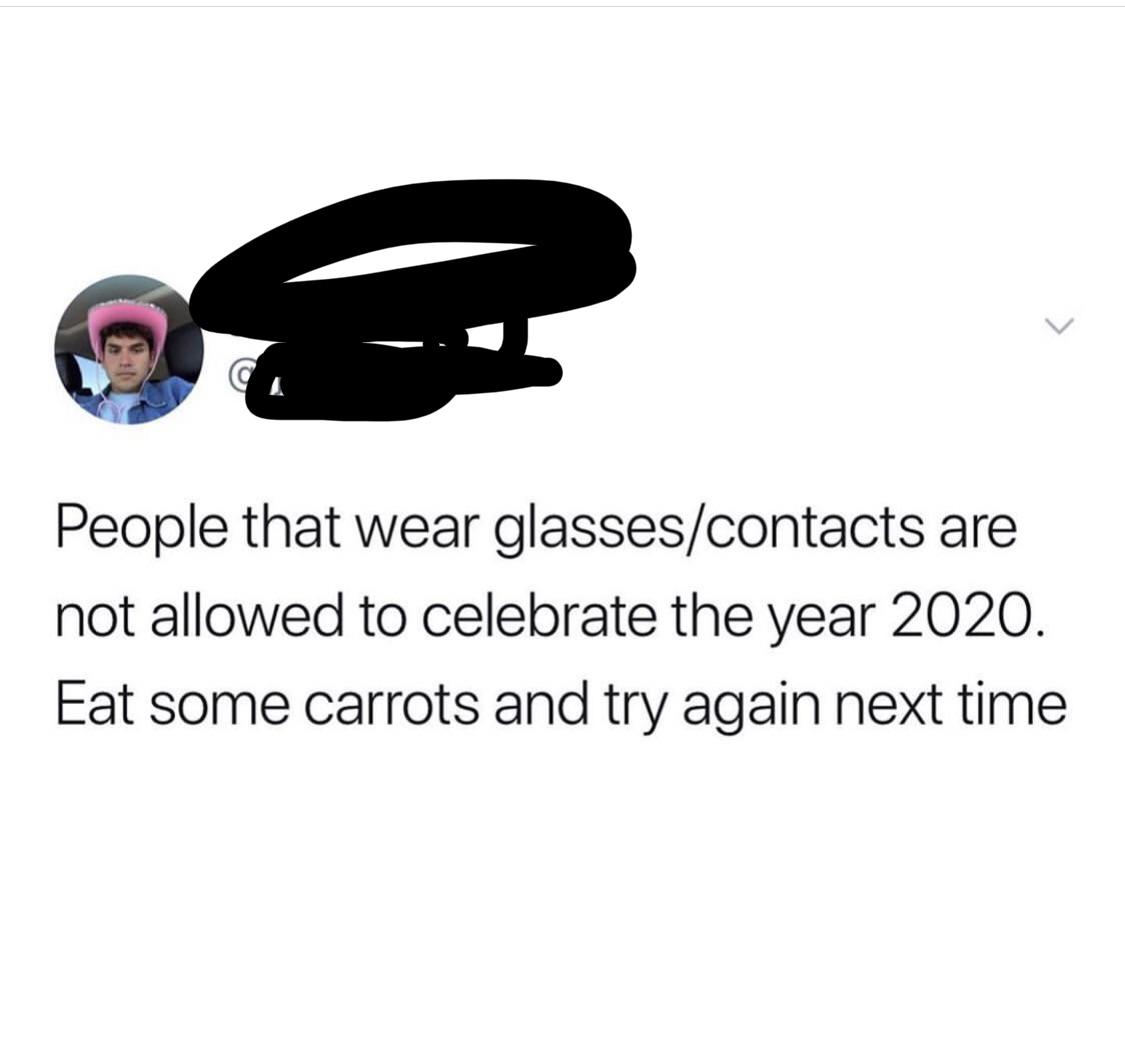 @
People that wear glasses/contacts are
not allowed to celebrate the year 2020.
Eat some carrots and try again next time